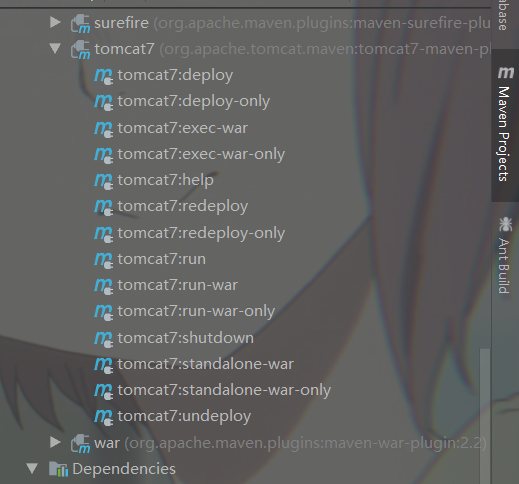 surefire (org.apache.maven.plugins:maven-surefire-plu
tomcat7 (org.apache.tomcat.maven:tomcat7-maven-p
tomcat7:deploy
tomcat7:deploy-only
tomcat7:exec-war
tomcat7:exec-war-only
tomcat7:help
tomcat7:redeploy
tomcat7:redeploy-only
tomcat7:run
tomcat7:run-war
tomcat7:run-war-only
tomcat7:shutdown
tomcat7:standalone-war
tomcat7:standalone-war-only
tomcat7:undeploy
war (org.apache.maven.plugins:maven-war-plugin:2.2)
Dependencies
abase
Maven Projects
Ant Build